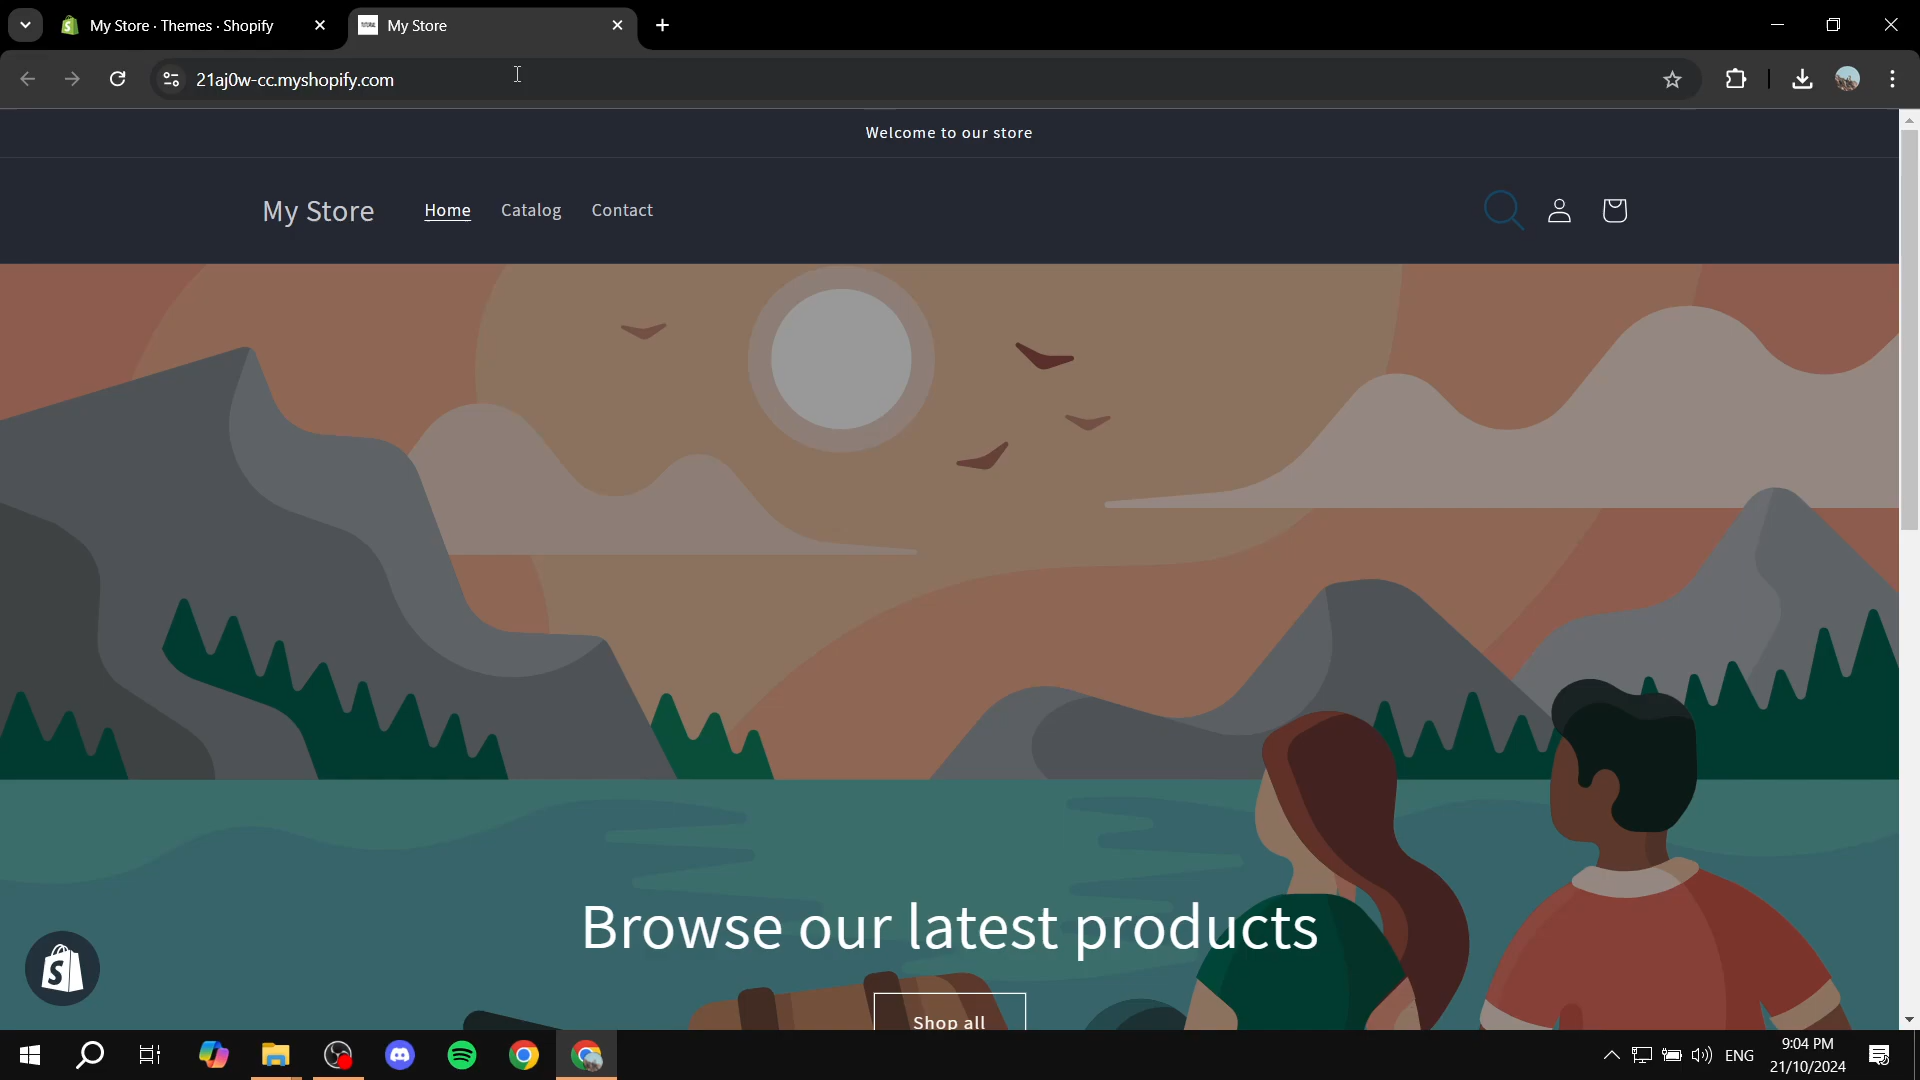 My Store · Themes · Shopify
My Store
21aj0w-cc.myshopify.com
Welcome to our store
My Store
Home
Catalog
Contact
Browse our latest products
Shop all
ENG
9:04 PM
21/10/2024